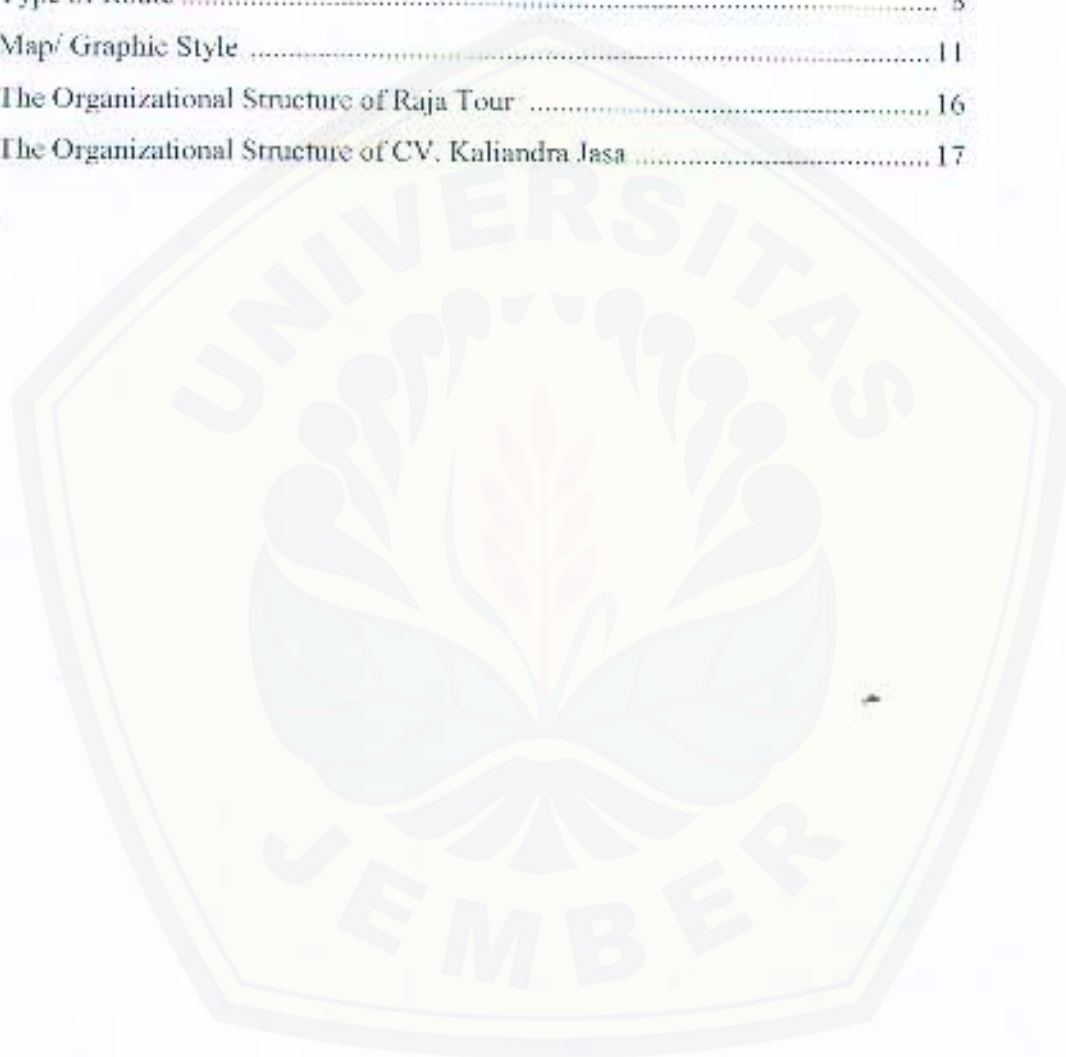 Map/ Graphic Style .......... 11
The Organizational Structure of Raja Tour .......... 16
The Organizational Structure of CV. Kaliandra Jasa .......... 17
UNIVERSITAS
JEMBER